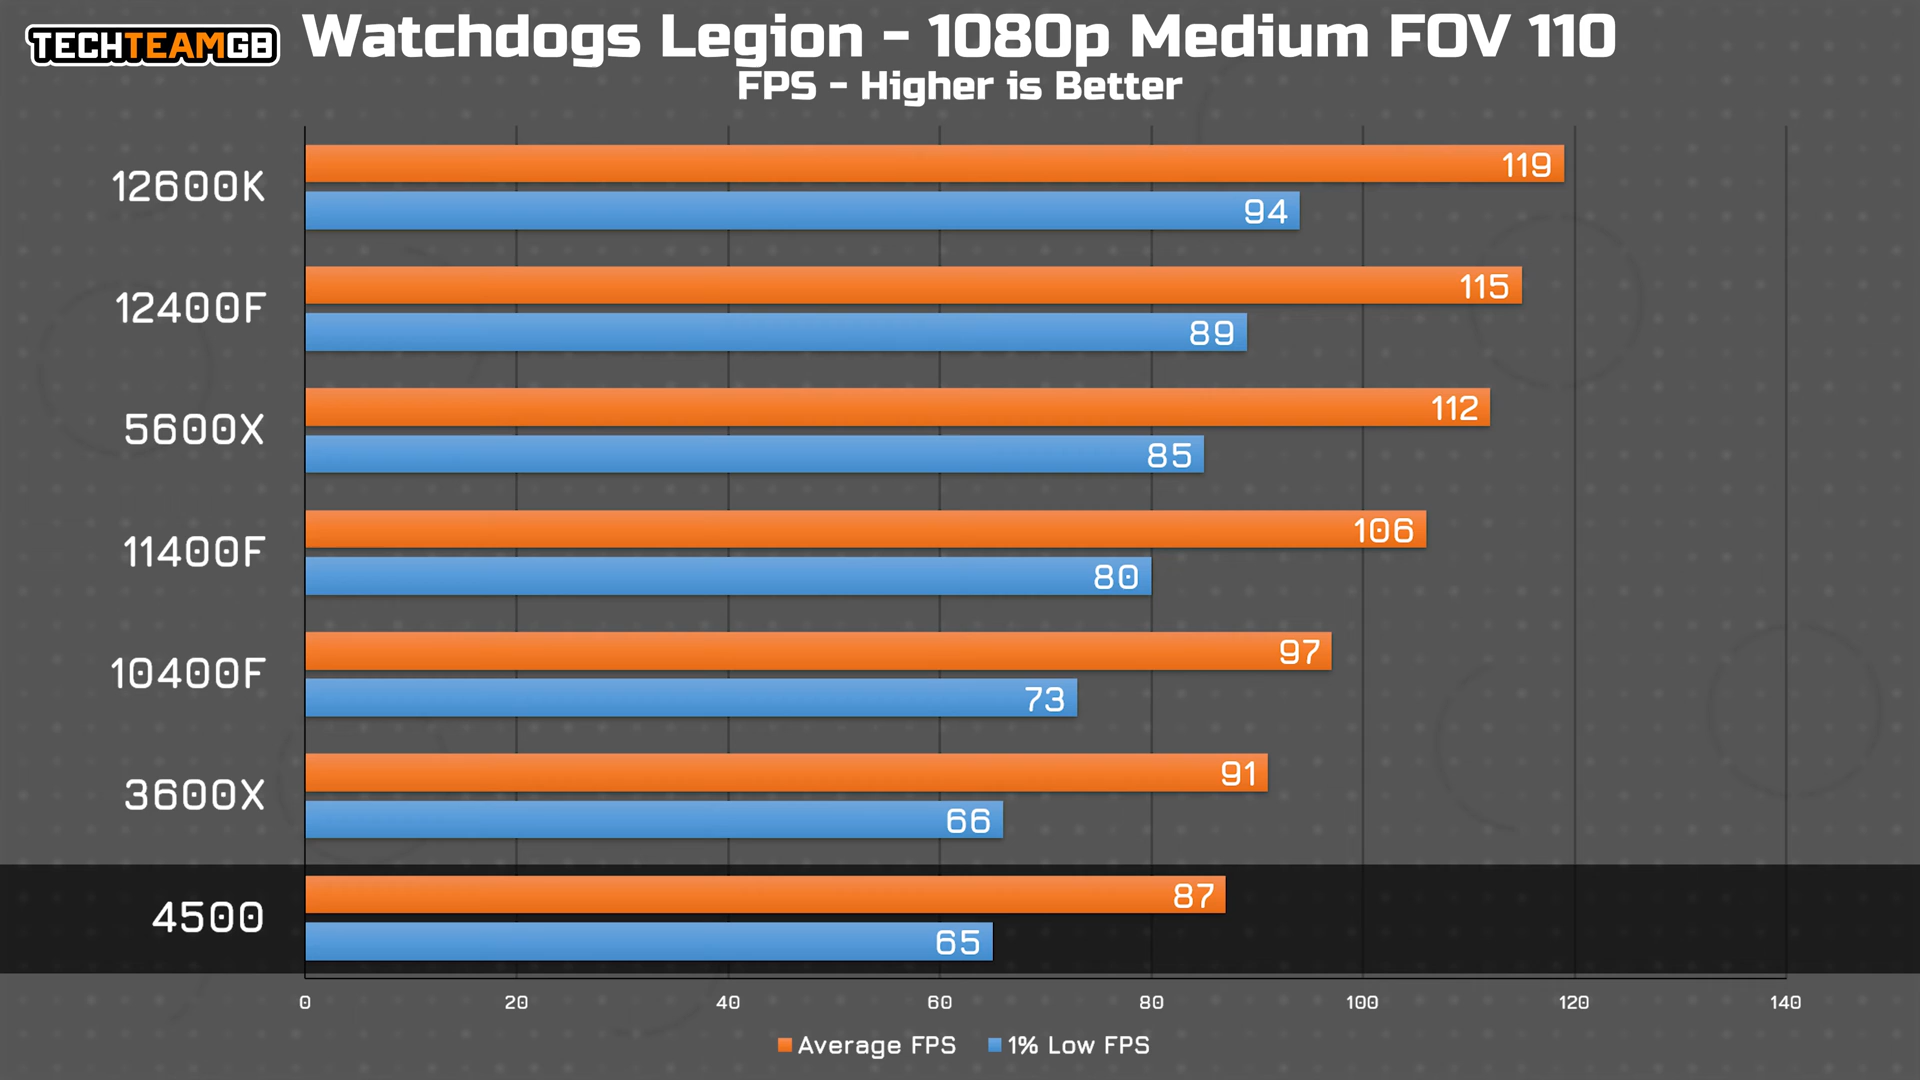 TECHTEAMGB
Watchdogs Legion - 1080p Medium FOV 110
FPS - Higher is Better
12600K
119
94
12400F
115
89
5600X
112
85
11400F
106
80
10400F
97
73
3600X
91
66
4500
87
65
0 20 40 60 80 100 120 140
Average FPS 1% Low FPS